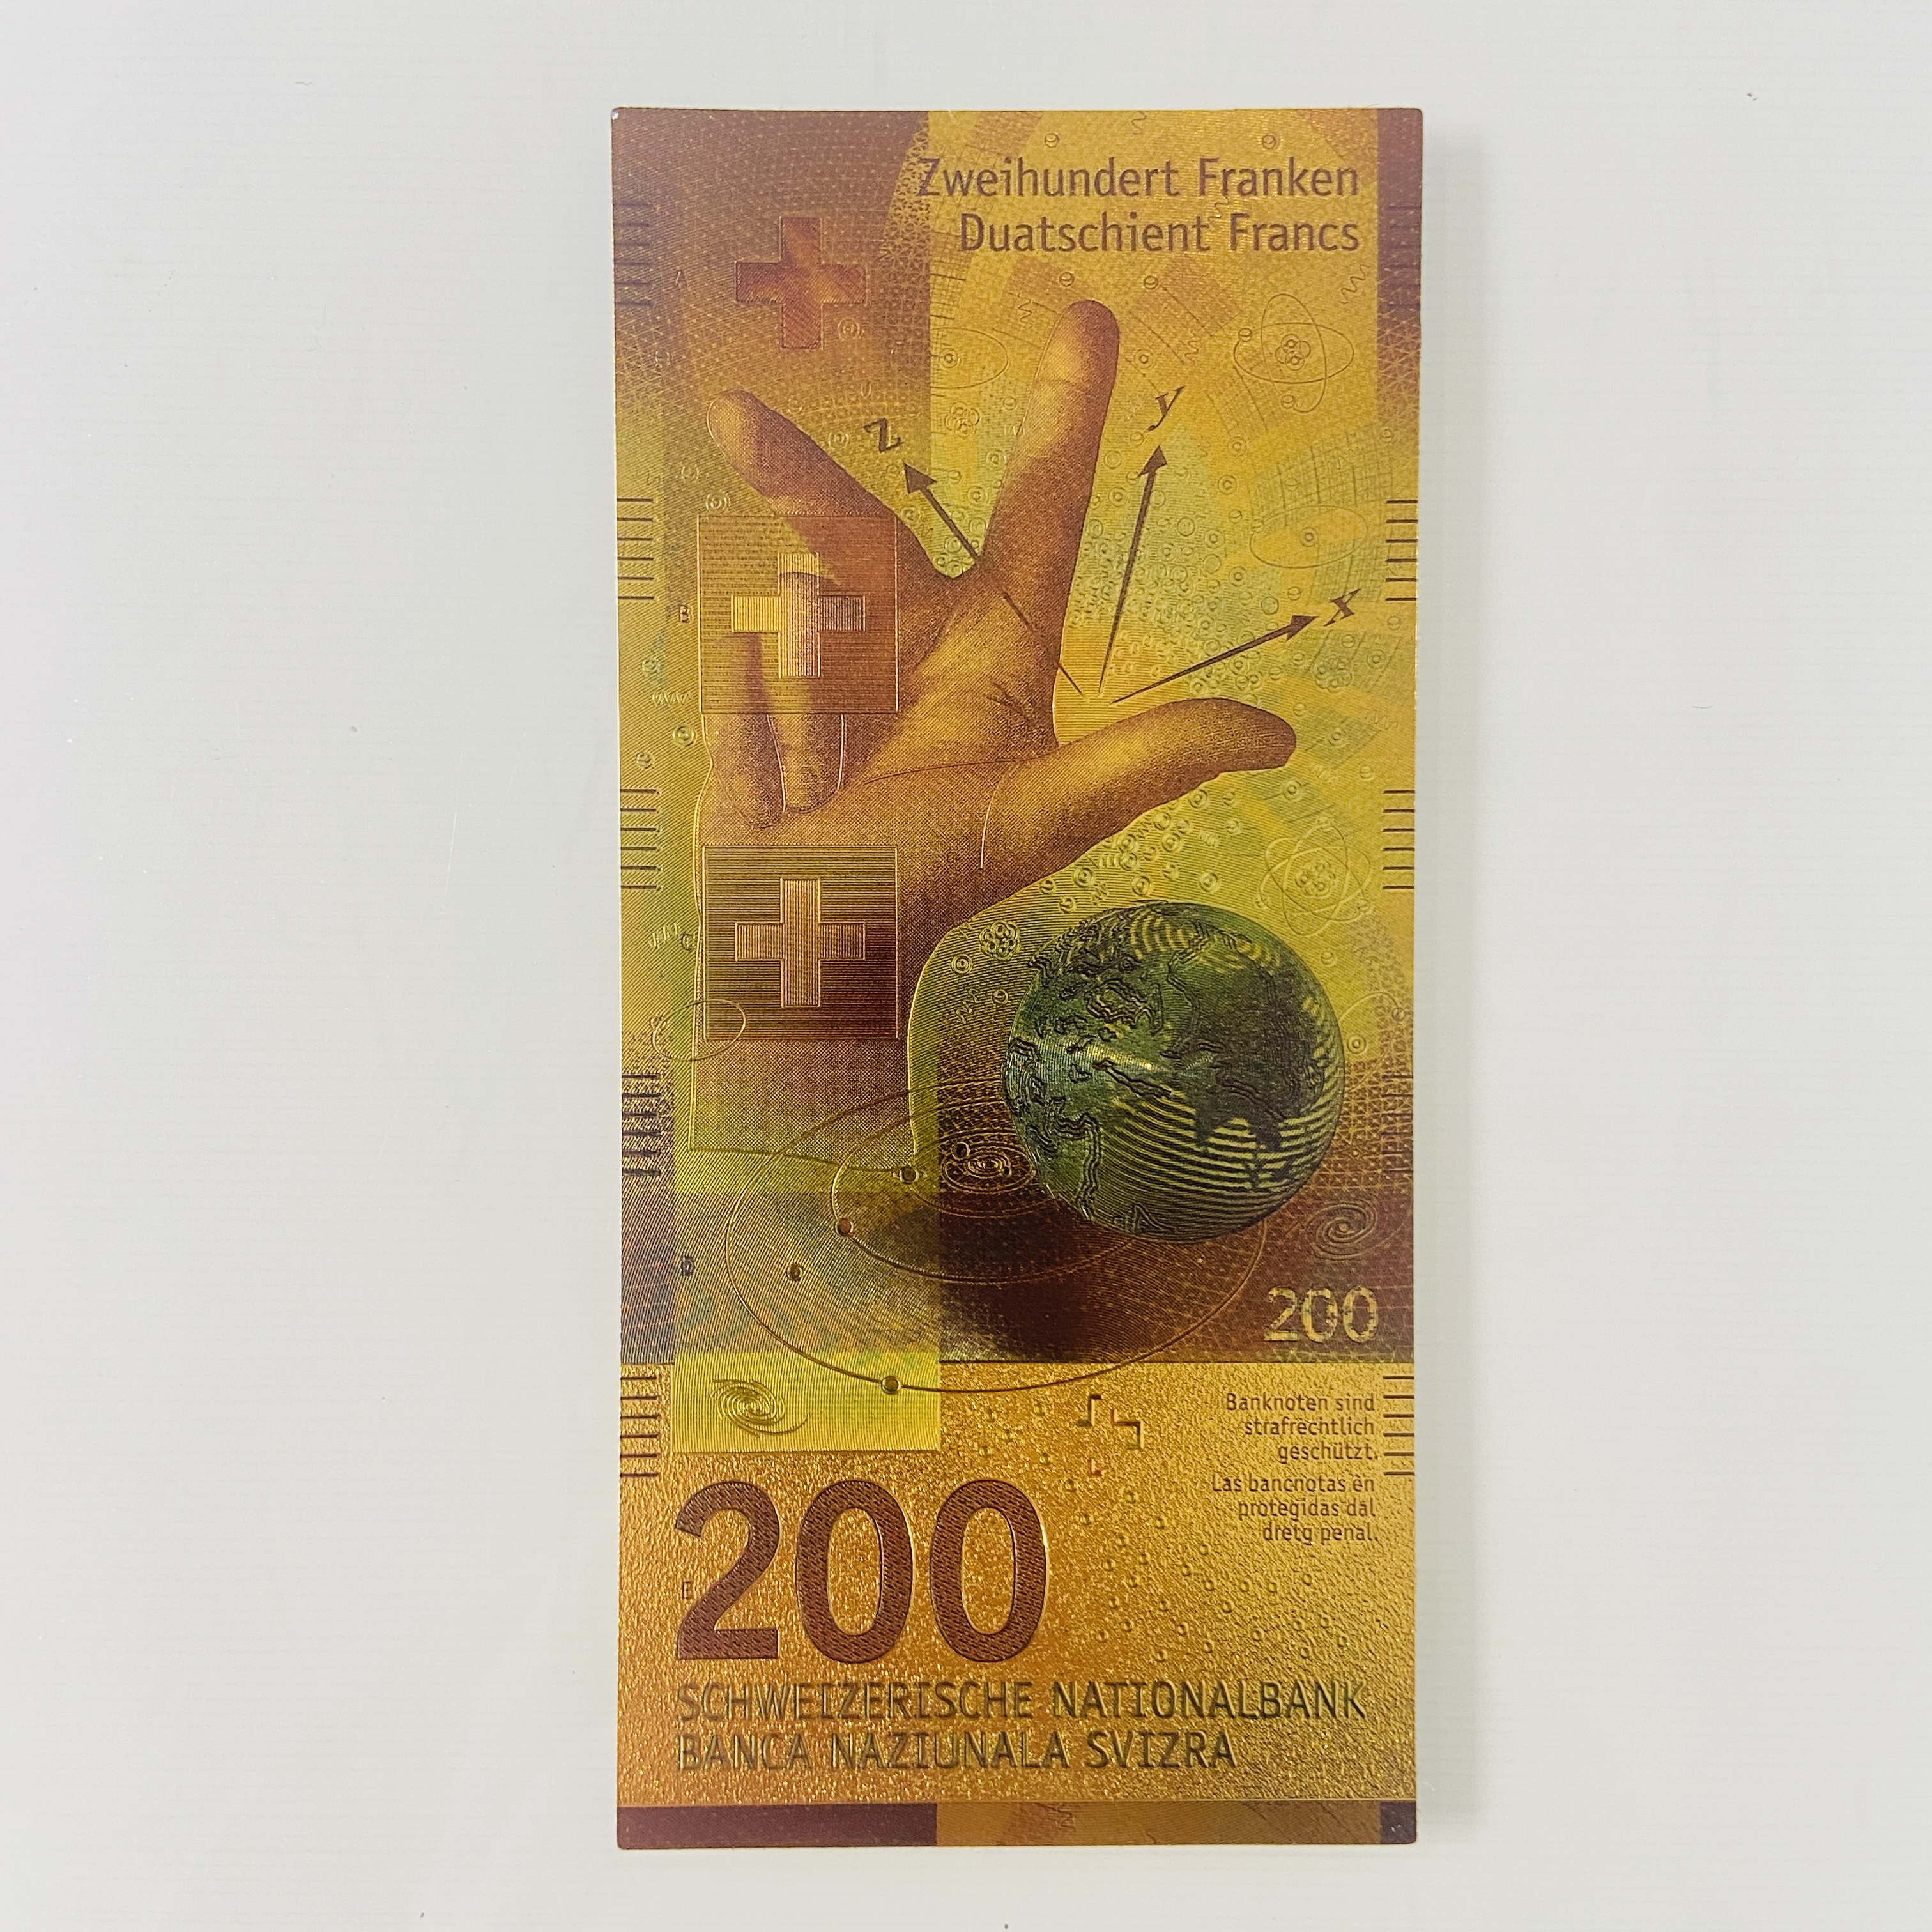 Zweihundert Franken
Duatschient Francs
z
y
x
A
B
C
D
200
Banknoten sind
strafrechtlich
geschützt.
Las bancnotas èn
protegidas dal
dretg penal.
200
E
SCHWEIZERISCHE NATIONALBANK
BANCA NAZIUNALA SVIZRA